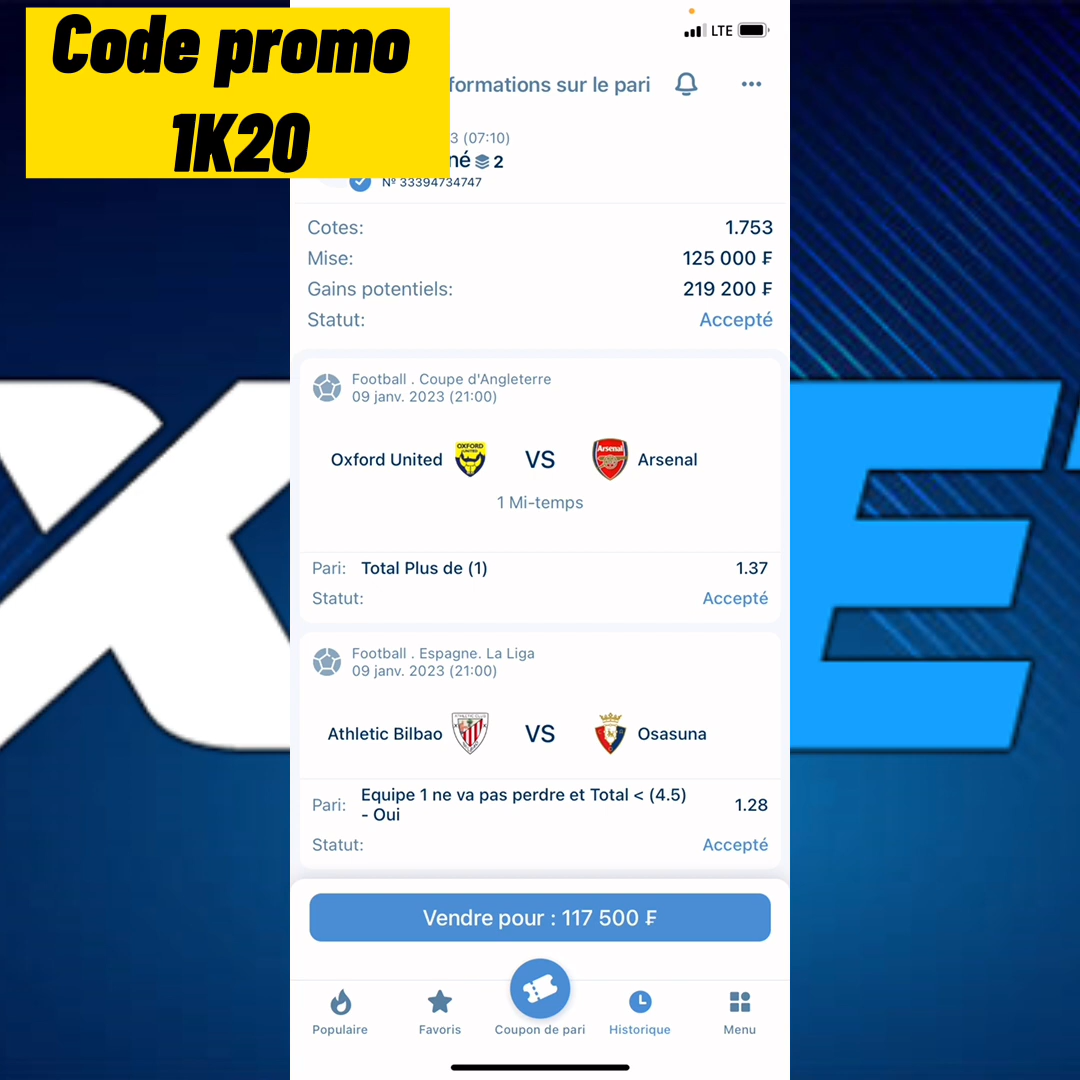 Code promo
1K20
LTE
formations sur le pari
3 (07:10)
né 2
Nº 33394734747
Cotes: 1.753
Mise: 125 000 ₣
Gains potentiels: 219 200 ₣
Statut: Accepté
Football . Coupe d'Angleterre
09 janv. 2023 (21:00)
Oxford United VS Arsenal
1 Mi-temps
Pari: Total Plus de (1) 1.37
Statut: Accepté
Football . Espagne. La Liga
09 janv. 2023 (21:00)
Athletic Bilbao VS Osasuna
Pari: Equipe 1 ne va pas perdre et Total < (4.5)
- Oui 1.28
Statut: Accepté
Vendre pour : 117 500 ₣
Populaire Favoris Coupon de pari Historique Menu